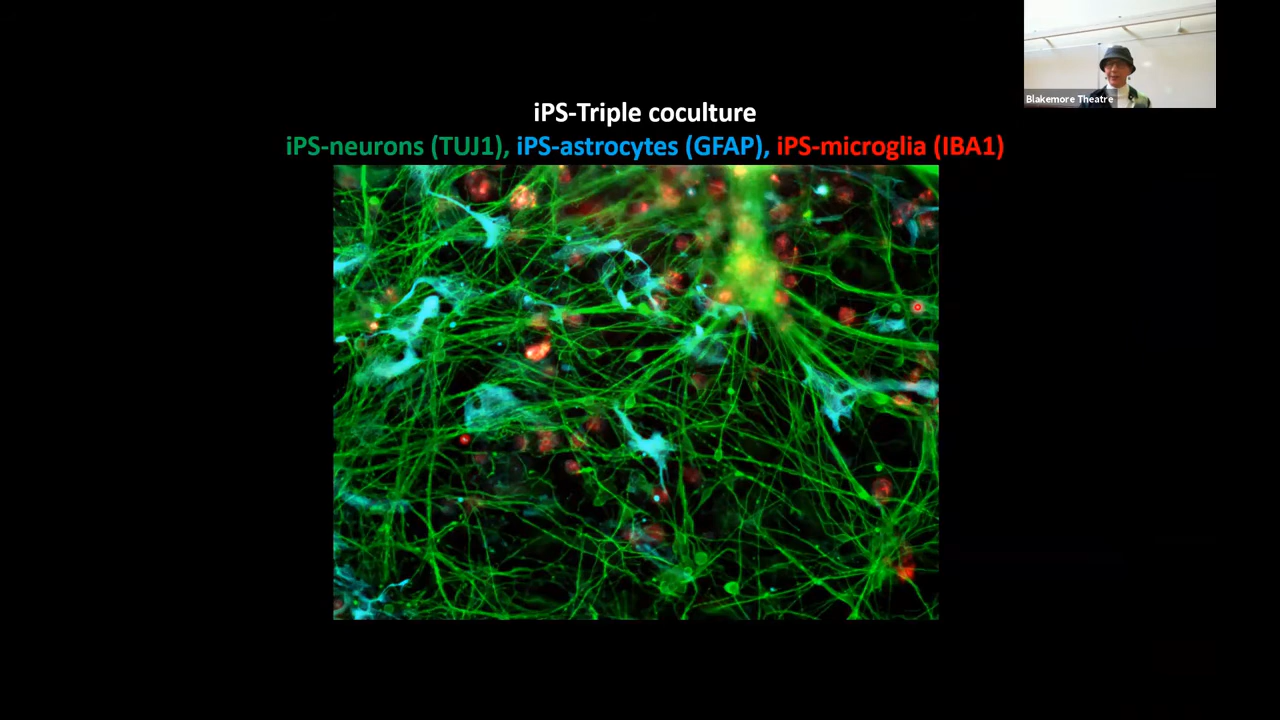 iPS-Triple coculture
iPS-neurons (TUJ1), iPS-astrocytes (GFAP), iPS-microglia (IBA1)
Blakemore Theatre